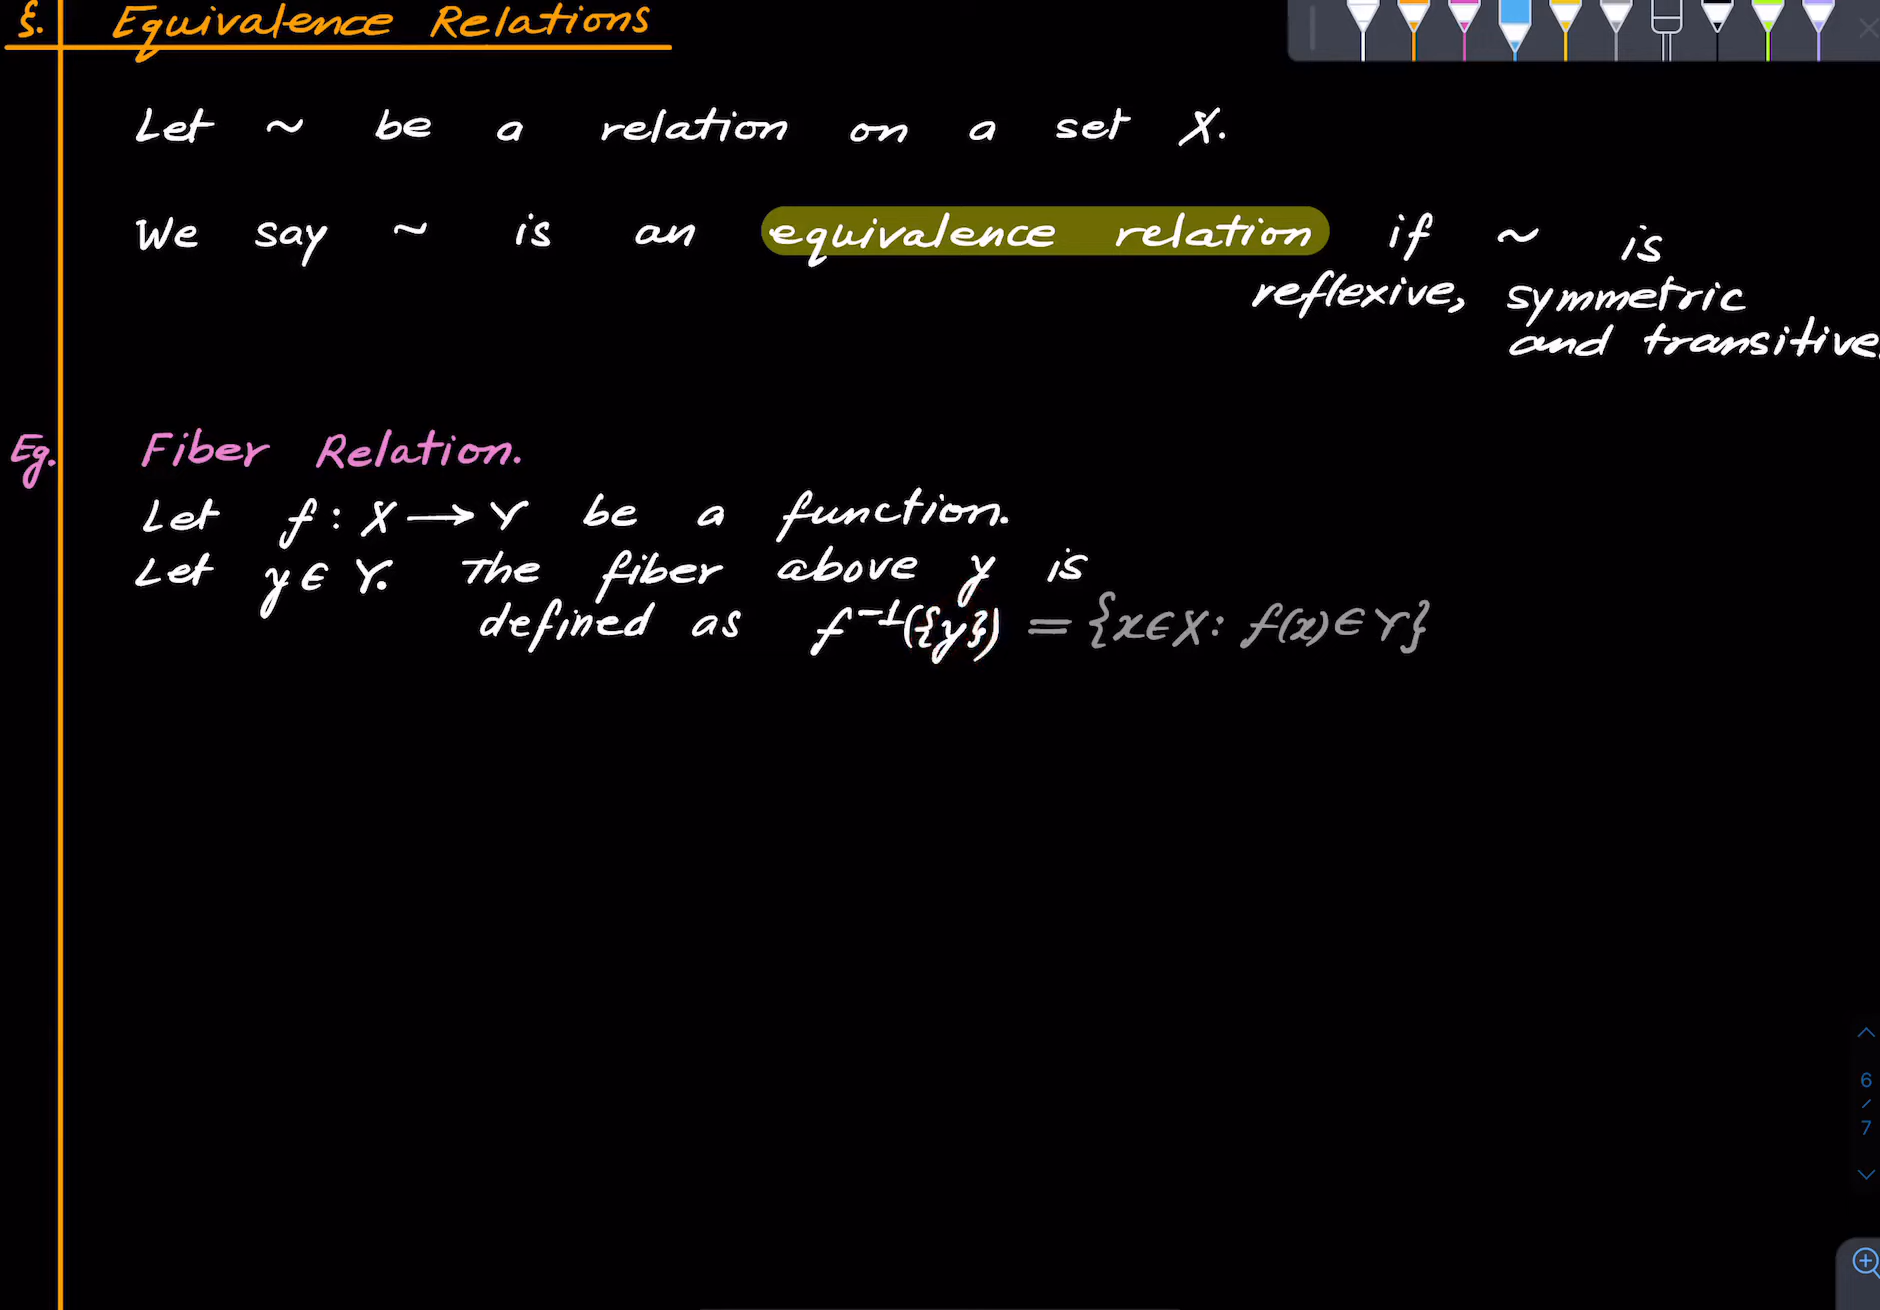 §. Equivalence Relations
Let ~ be a relation on a set X.
We say ~ is an equivalence relation if ~ is
reflexive, symmetric
and transitive.
Eg. Fiber Relation.
Let f : X → Y be a function.
Let y ∈ Y. The fiber above y is
defined as f⁻¹({y}) = {x ∈ X : f(x) ∈ Y}
6
/
7